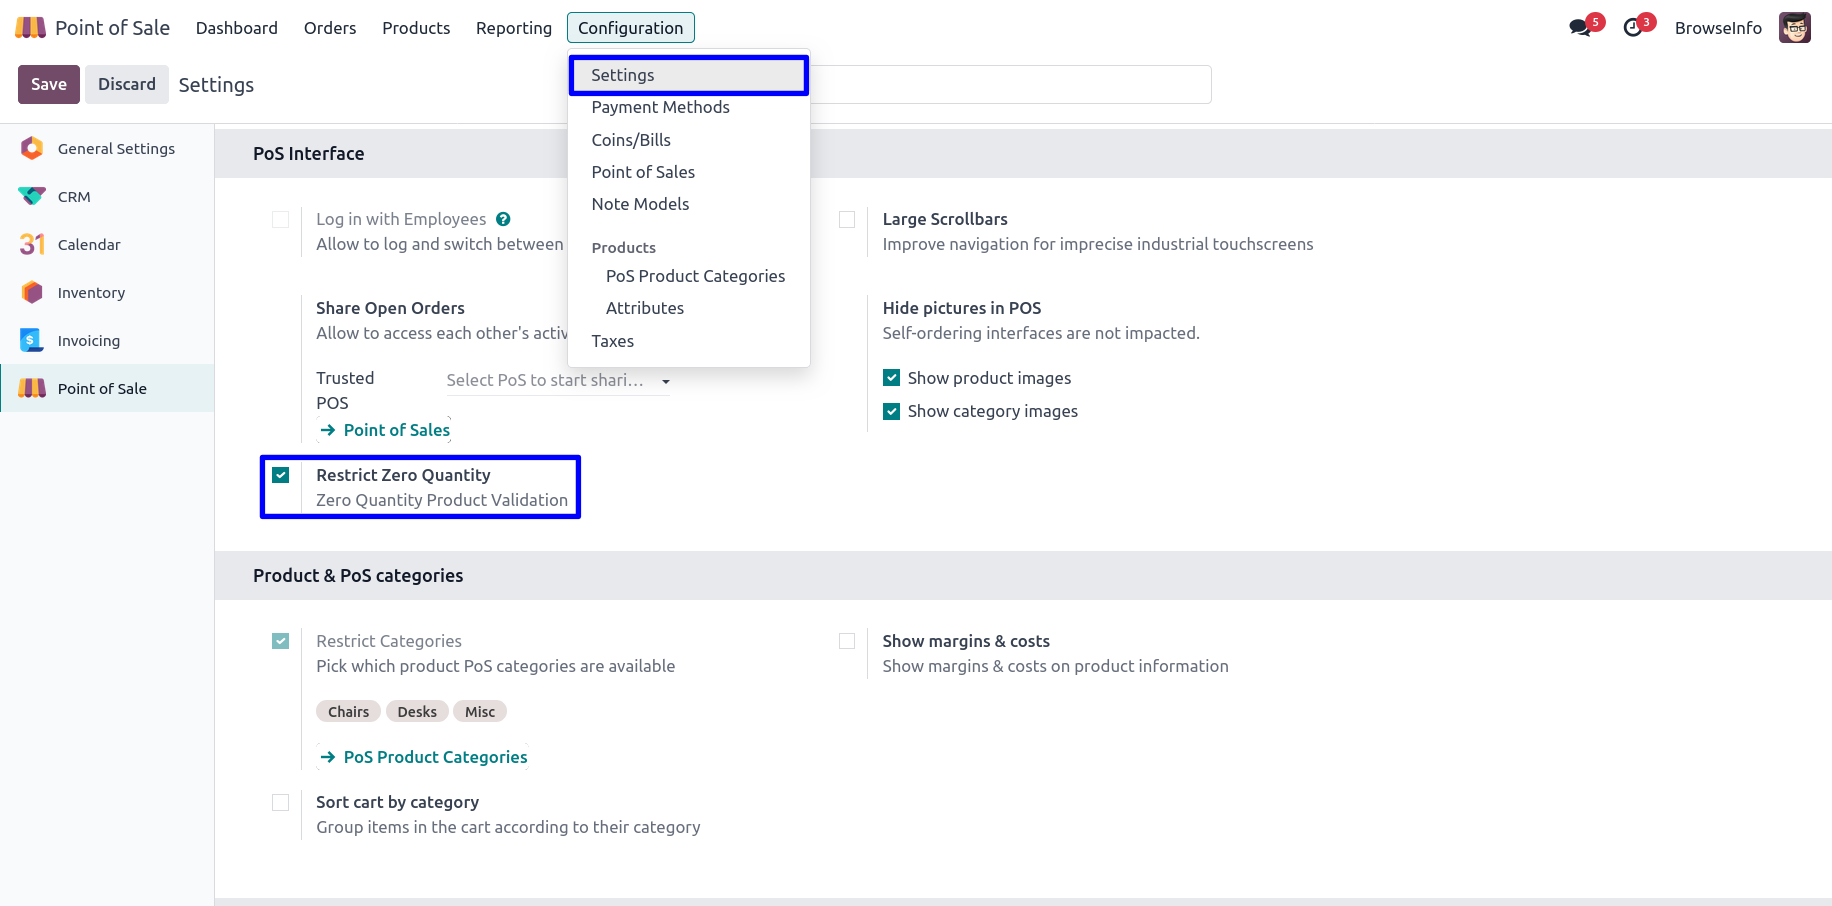 Point of Sale
Dashboard
Orders
Products
Reporting
Configuration
5
3
BrowseInfo
Save
Discard
Settings
Settings
Payment Methods
Coins/Bills
Point of Sales
Note Models
Products
PoS Product Categories
Attributes
Taxes
General Settings
CRM
31 Calendar
Inventory
$ Invoicing
Point of Sale
PoS Interface
Log in with Employees ?
Allow to log and switch between
Large Scrollbars
Improve navigation for imprecise industrial touchscreens
Share Open Orders
Allow to access each other's activ
Trusted
POS
Select PoS to start shari...
→ Point of Sales
Hide pictures in POS
Self-ordering interfaces are not impacted.
Show product images
Show category images
Restrict Zero Quantity
Zero Quantity Product Validation
Product & PoS categories
Restrict Categories
Pick which product PoS categories are available
Chairs
Desks
Misc
→ PoS Product Categories
Show margins & costs
Show margins & costs on product information
Sort cart by category
Group items in the cart according to their category